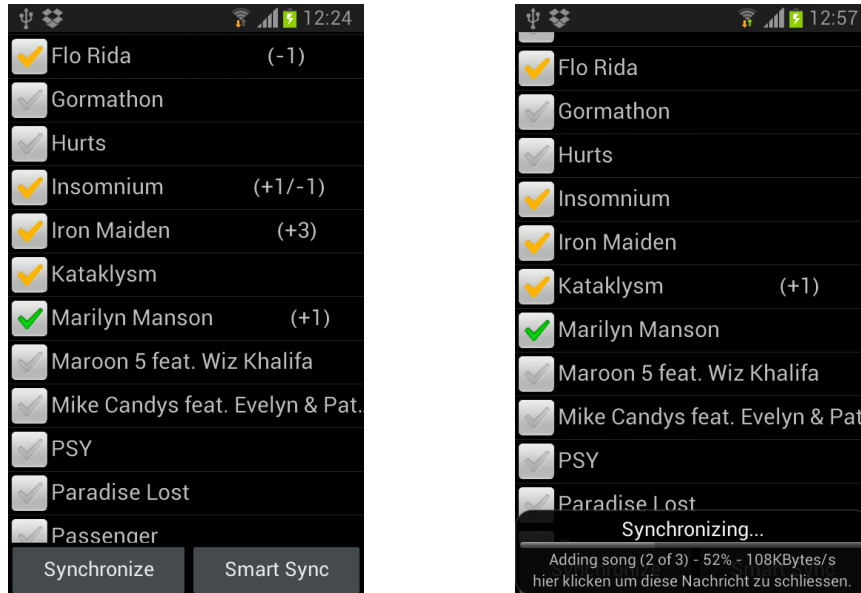 12:24
Flo Rida (-1)
Gormathon
Hurts
Insomnium (+1/-1)
Iron Maiden (+3)
Kataklysm
Marilyn Manson (+1)
Maroon 5 feat. Wiz Khalifa
Mike Candys feat. Evelyn & Pat..
PSY
Paradise Lost
Passenger
Synchronize Smart Sync
12:57
Flo Rida
Gormathon
Hurts
Insomnium
Iron Maiden
Kataklysm (+1)
Marilyn Manson
Maroon 5 feat. Wiz Khalifa
Mike Candys feat. Evelyn & Pat
PSY
Paradise Lost
Synchronizing...
Adding song (2 of 3) - 52% - 108KBytes/s
Synchronize Smart Sync
hier klicken um diese Nachricht zu schliessen.